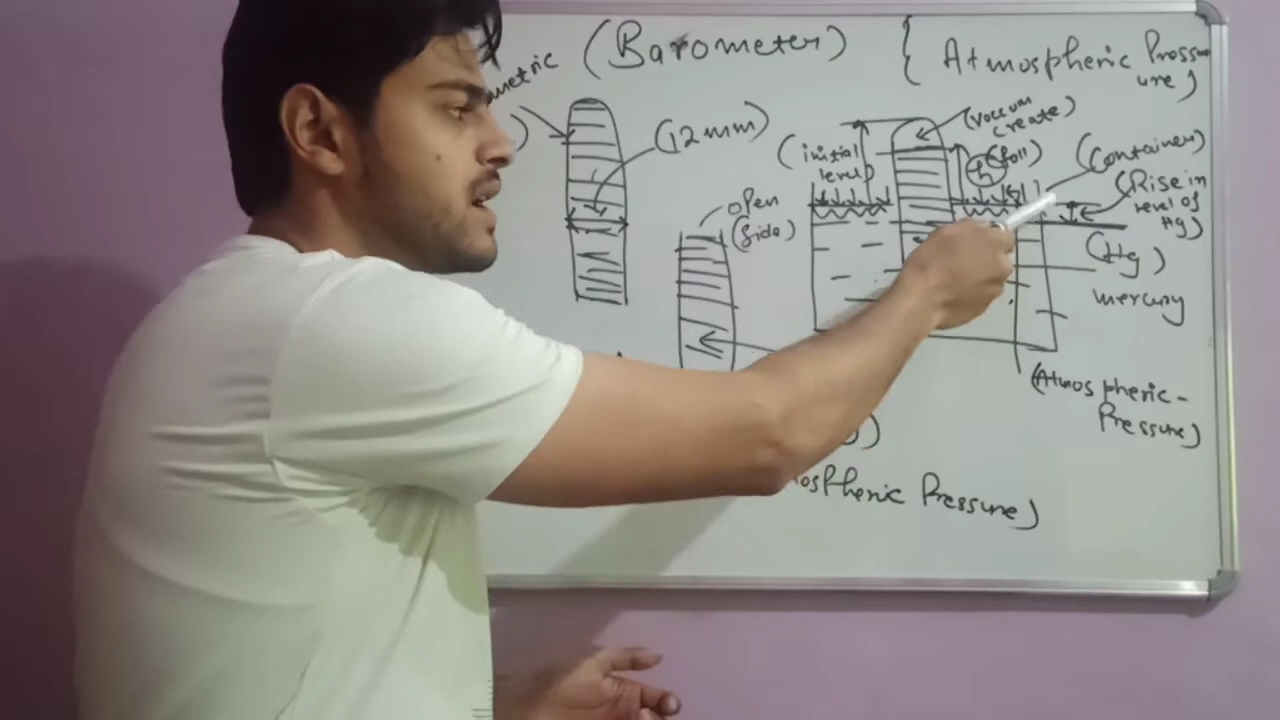 (Barometer)
{ Atmospheric Pressure)
metric
(12mm)
open
(side)
(initial
level)
(vaccum
create)
(fall)
h
(Container)
(Rise in
level of
Hg)
(Hg)
mercury
(Atmospheric-
Pressure)
mospheric Pressure)